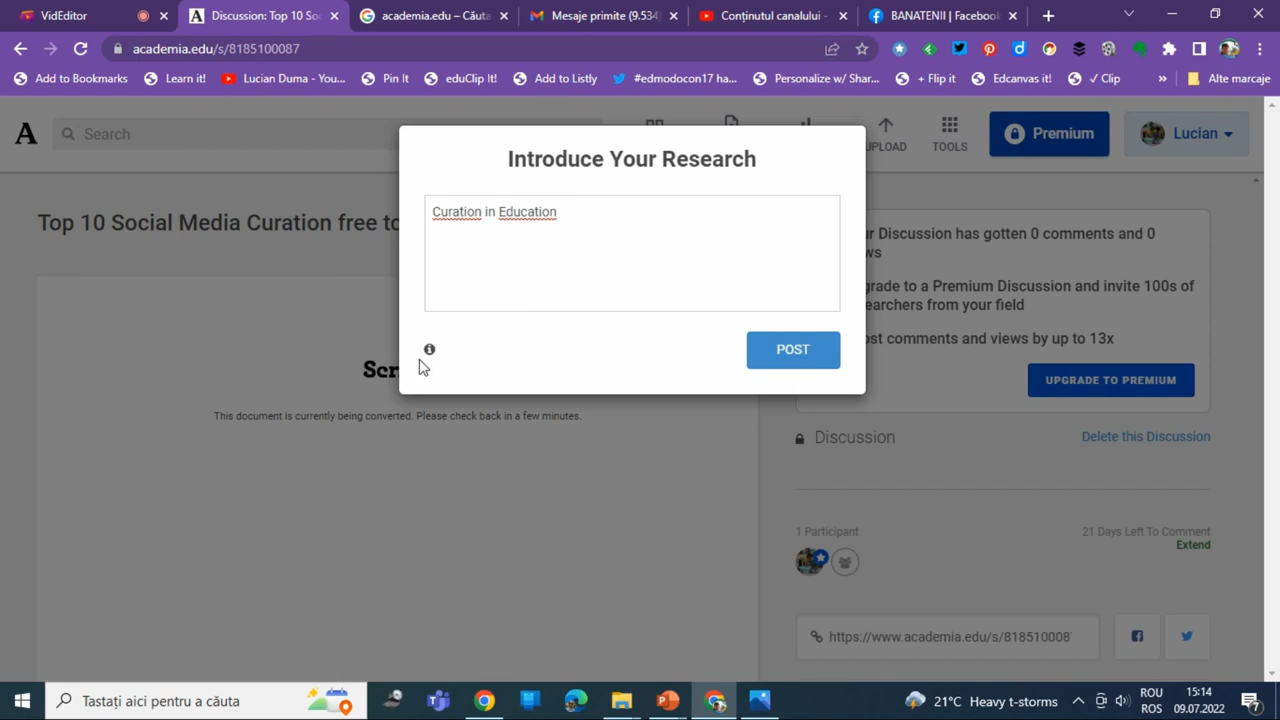 VidEditor
Discussion: Top 10 So
academia.edu – Căuta
Mesaje primite (9.534)
Conținutul canalului -
BANATENII | Facebook
academia.edu/s/8185100087
Add to Bookmarks
Learn it!
Lucian Duma - You...
Pin It
eduClip It!
Add to Listly
#edmodocon17 ha...
Personalize w/ Shar...
+ Flip it
Edcanvas it!
✓ Clip
»
Alte marcaje
A
Search
UPLOAD
TOOLS
Premium
Lucian
Introduce Your Research
Curation in Education
POST
Top 10 Social Media Curation free to
This document is currently being converted. Please check back in a few minutes.
Discussion has gotten 0 comments and 0
to a Premium Discussion and invite 100s of
from your field
comments and views by up to 13x
UPGRADE TO PREMIUM
Discussion
Delete this Discussion
1 Participant
21 Days Left To Comment
Extend
https://www.academia.edu/s/818510008
Tastați aici pentru a căuta
21°C Heavy t-storms
ROU
ROS
15:14
09.07.2022
7